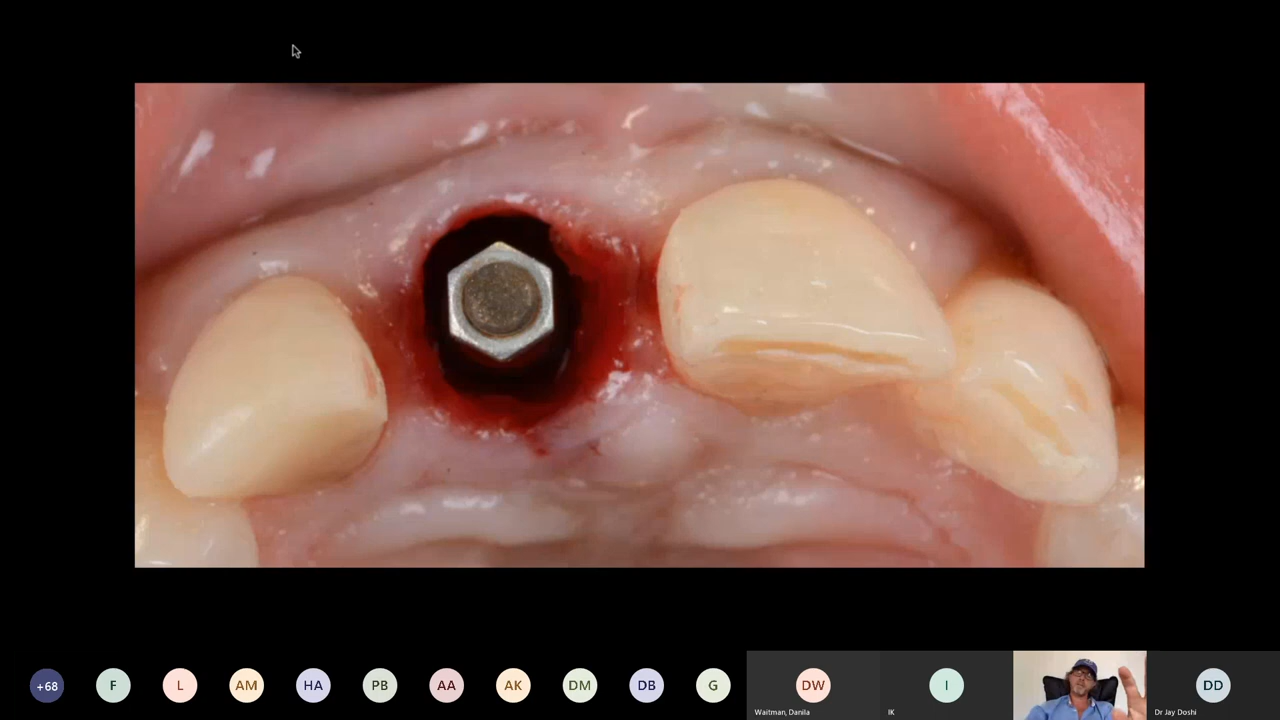 +68
F
L
AM
HA
PB
AA
AK
DM
DB
G
DW
Waitman, Danila
I
IK
DD
Dr Jay Doshi